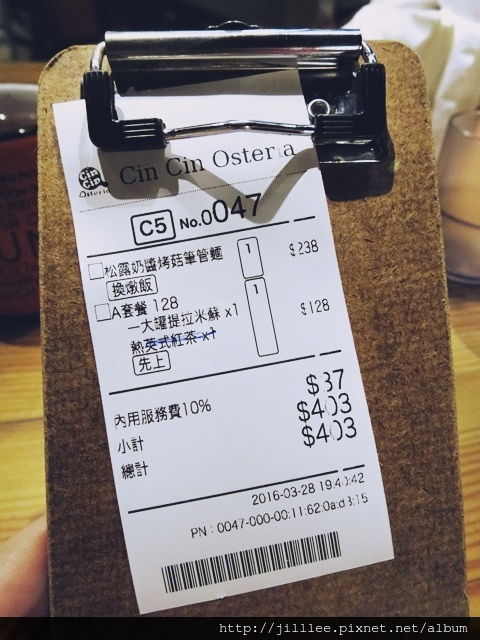 Cin
Cin
Osteria
Cin Cin Osteria
C5 No.0047
松露奶醬烤菇筆管麵 1 $238
換燉飯
A套餐 128 1 $128
一大罐提拉米蘇 x1
熱英式紅茶 x1
先上
內用服務費10% $37
小計 $403
總計 $403
2016-03-28 19:40:42
PN : 0047-000-00:11:62:0a:d3:15
http://jilllee.pixnet.net/album